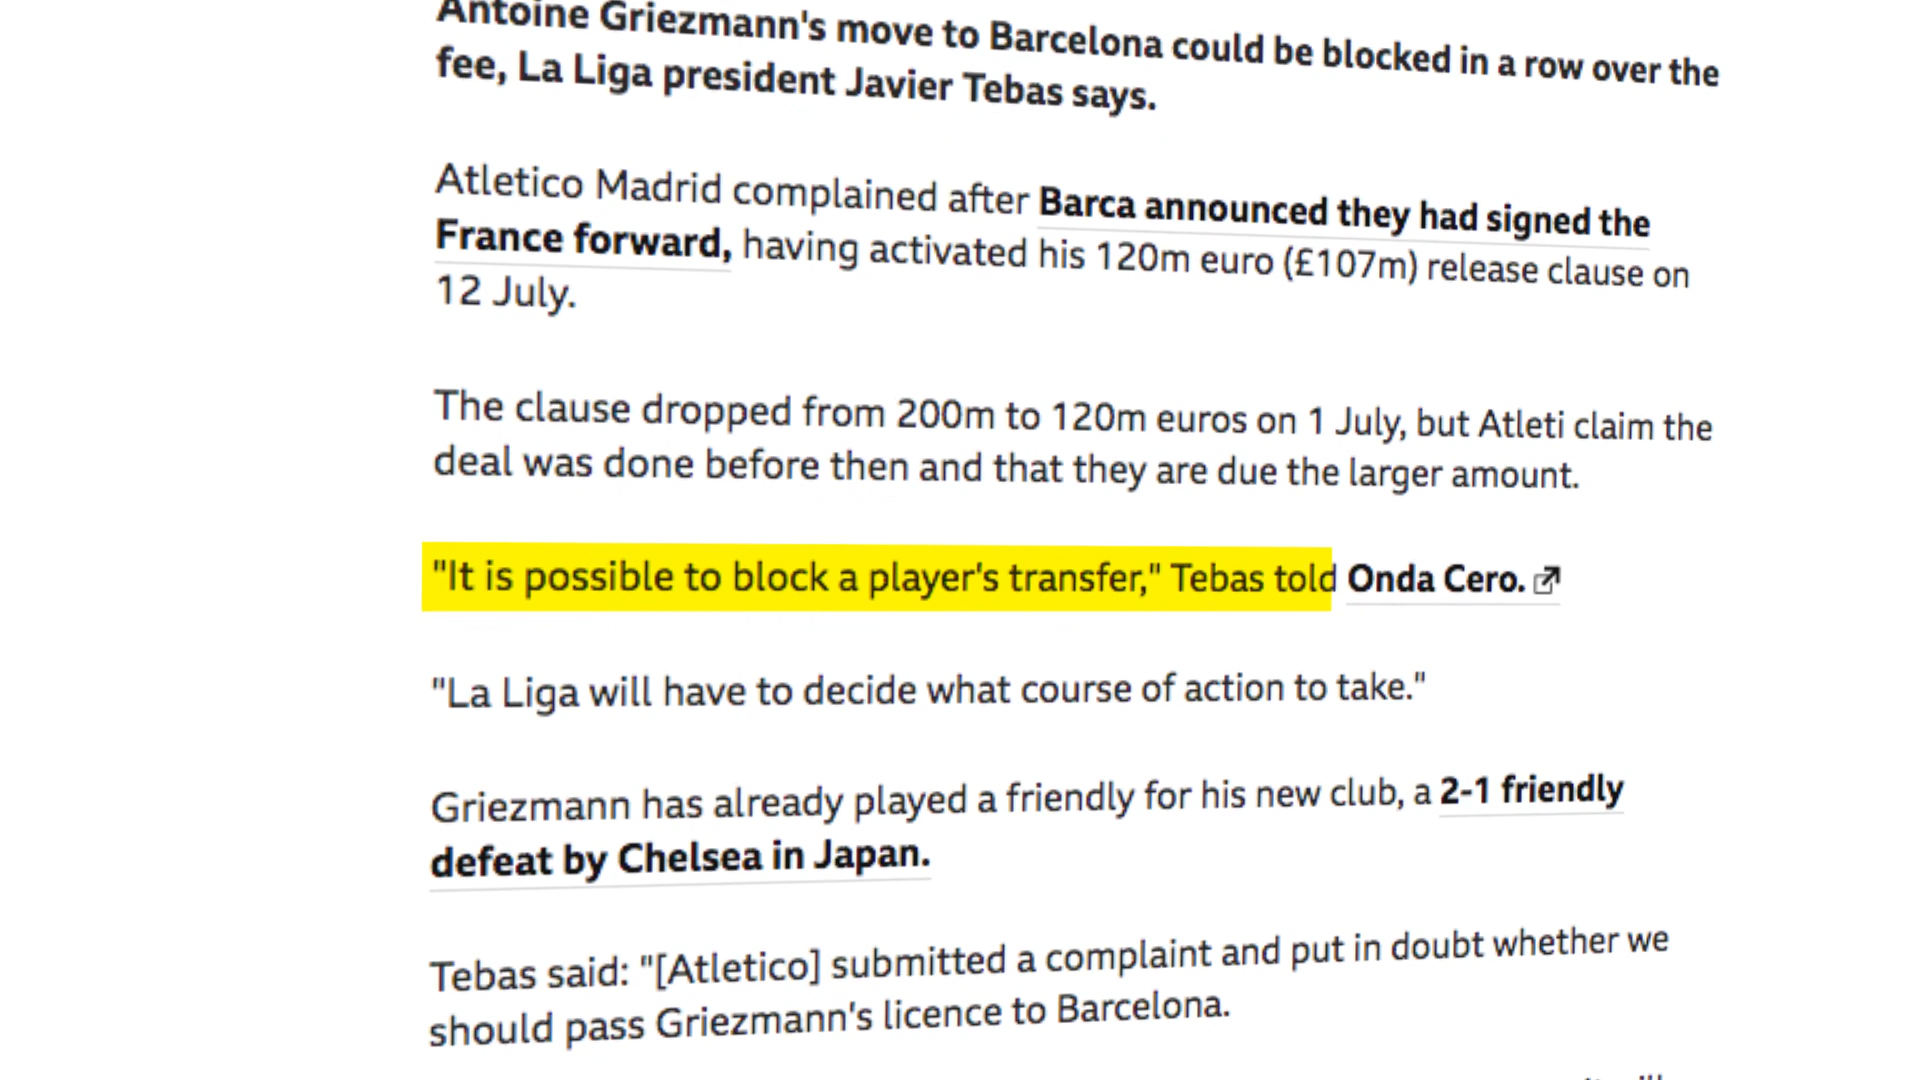 Antoine Griezmann's move to Barcelona could be blocked in a row over the
fee, La Liga president Javier Tebas says.
Atletico Madrid complained after Barca announced they had signed the
France forward, having activated his 120m euro (£107m) release clause on
12 July.
The clause dropped from 200m to 120m euros on 1 July, but Atleti claim the
deal was done before then and that they are due the larger amount.
"It is possible to block a player's transfer," Tebas told Onda Cero.
"La Liga will have to decide what course of action to take."
Griezmann has already played a friendly for his new club, a 2-1 friendly
defeat by Chelsea in Japan.
Tebas said: "[Atletico] submitted a complaint and put in doubt whether we
should pass Griezmann's licence to Barcelona.